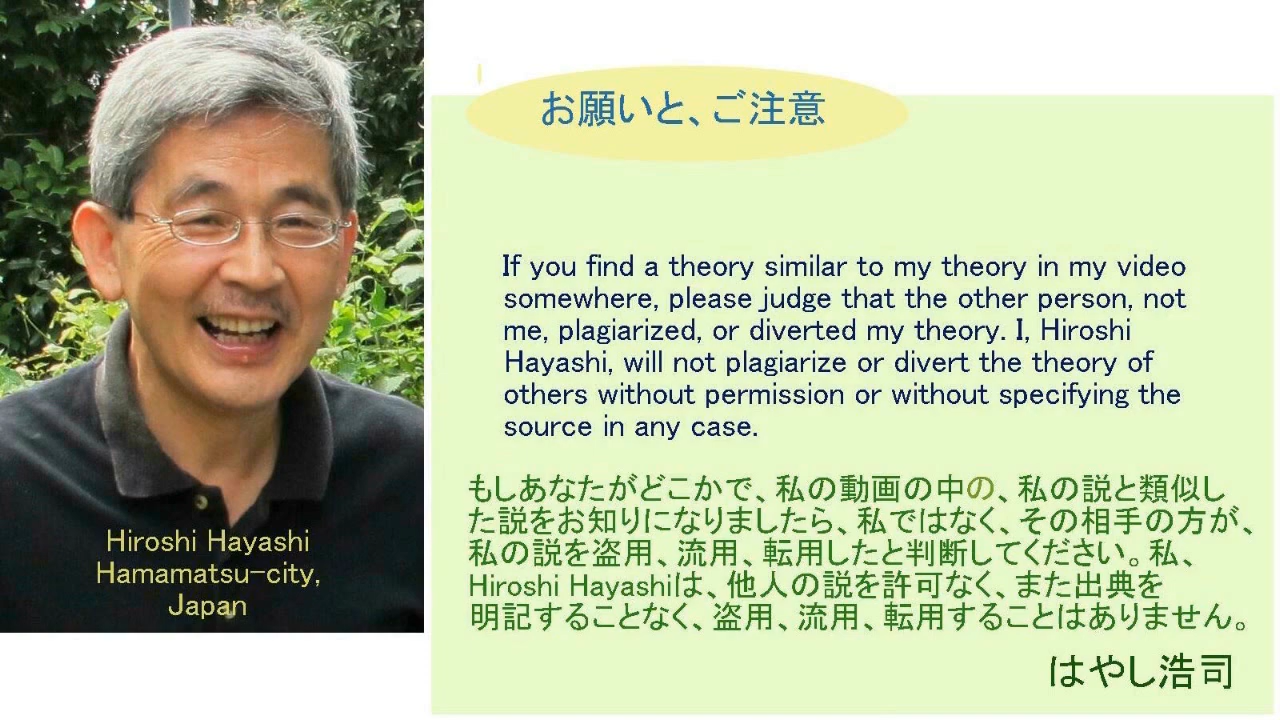 お願いと、ご注意
If you find a theory similar to my theory in my video
somewhere, please judge that the other person, not
me, plagiarized, or diverted my theory. I, Hiroshi
Hayashi, will not plagiarize or divert the theory of
others without permission or without specifying the
source in any case.
もしあなたがどこかで、私の動画の中の、私の説と類似し
た説をお知りになりましたら、私ではなく、その相手の方が、
私の説を盗用、流用、転用したと判断してください。私、
Hiroshi Hayashiは、他人の説を許可なく、また出典を
明記することなく、盗用、流用、転用することはありません。
はやし浩司
Hiroshi Hayashi
Hamamatsu-city,
Japan